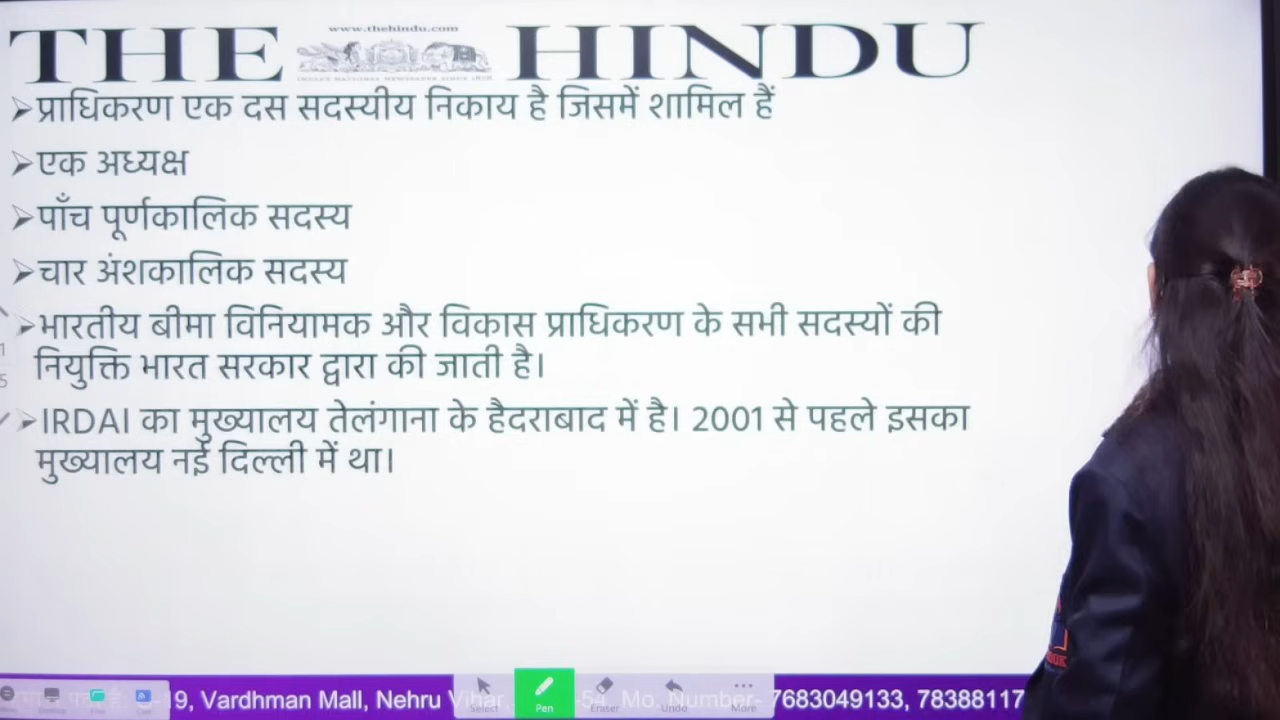 THE HINDU
www.thehindu.com
➢प्राधिकरण एक दस सदस्यीय निकाय है जिसमें शामिल हैं
➢एक अध्यक्ष
➢पाँच पूर्णकालिक सदस्य
➢चार अंशकालिक सदस्य
➢भारतीय बीमा विनियामक और विकास प्राधिकरण के सभी सदस्यों की
नियुक्ति भारत सरकार द्वारा की जाती है।
➢IRDAI का मुख्यालय तेलंगाना के हैदराबाद में है। 2001 से पहले इसका
मुख्यालय नई दिल्ली में था।
19, Vardhman Mall, Nehru Vihar, 54, Mo. Number- 7683049133, 78388117
Select Pen Eraser Undo More